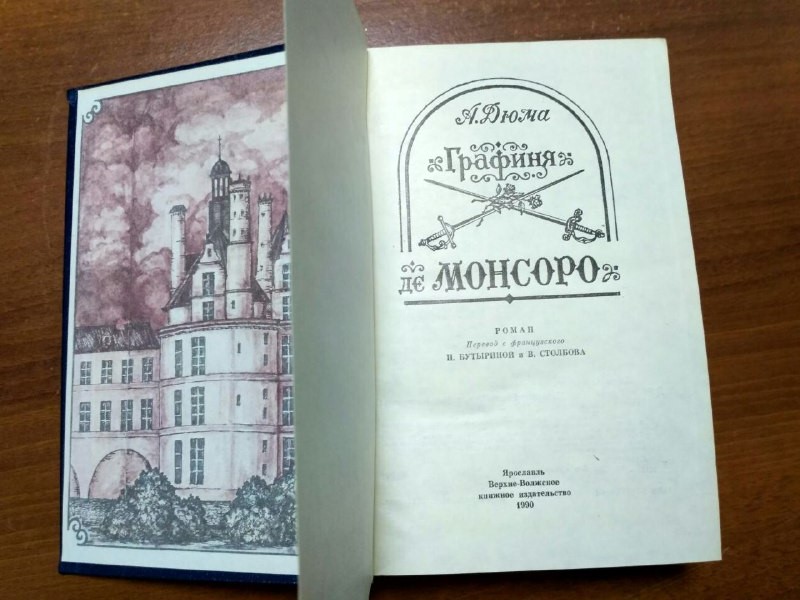 А. Дюма
Графиня
де МОНСОРО
РОМАН
Перевод с французского
И. БУТЫРИНОЙ и В. СТОЛБОВА
Ярославль
Верхне-Волжское
книжное издательство
1990